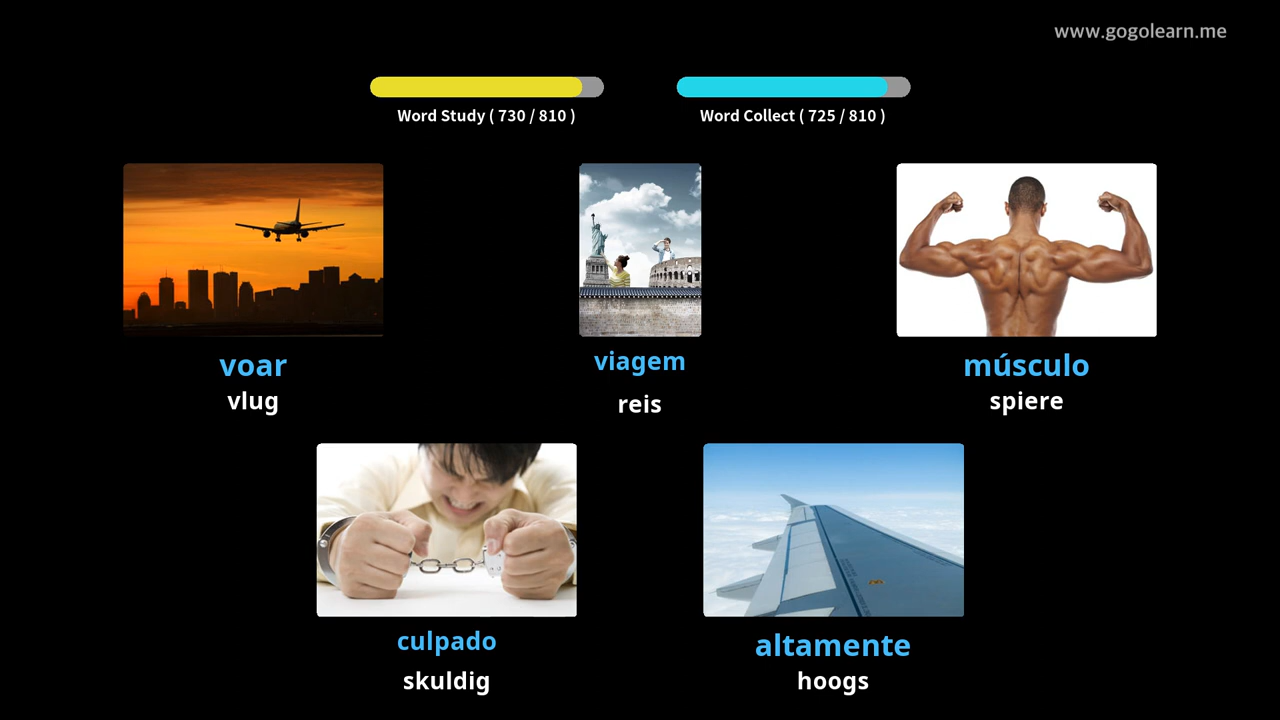 www.gogolearn.me
Word Study ( 730 / 810 )
Word Collect ( 725 / 810 )
voar
vlug
viagem
reis
músculo
spiere
culpado
skuldig
altamente
hoogs